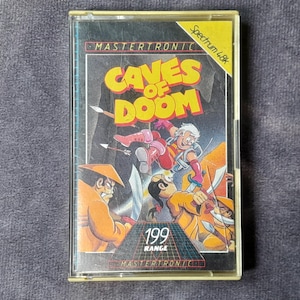 MASTERTRONIC
Spectrum 48K
CAVES
OF
DOOM
199
RANGE
MASTERTRONIC